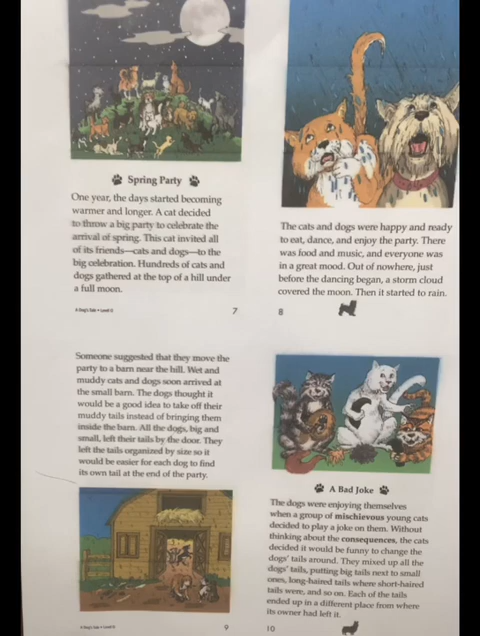 Spring Party
One year, the days started becoming
warmer and longer. A cat decided
to throw a big party to celebrate the
arrival of spring. This cat invited all
of its friends—cats and dogs—to the
big celebration. Hundreds of cats and
dogs gathered at the top of a hill under
a full moon.
A Dog's Tale • Level O
7
The cats and dogs were happy and ready
to eat, dance, and enjoy the party. There
was food and music, and everyone was
in a great mood. Out of nowhere, just
before the dancing began, a storm cloud
covered the moon. Then it started to rain.
8
Someone suggested that they move the
party to a barn near the hill. Wet and
muddy cats and dogs soon arrived at
the small barn. The dogs thought it
would be a good idea to take off their
muddy tails instead of bringing them
inside the barn. All the dogs, big and
small, left their tails by the door. They
left the tails organized by size so it
would be easier for each dog to find
its own tail at the end of the party.
A Dog's Tale • Level O
9
A Bad Joke
The dogs were enjoying themselves
when a group of mischievous young cats
decided to play a joke on them. Without
thinking about the consequences, the cats
decided it would be funny to change the
dogs' tails around. They mixed up all the
dogs' tails, putting big tails next to small
ones, long-haired tails where short-haired
tails were, and so on. Each of the tails
ended up in a different place from where
its owner had left it.
10